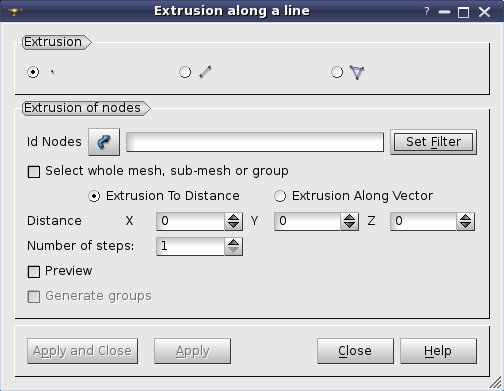 Extrusion along a line
Extrusion
Extrusion of nodes
Id Nodes Set Filter
Select whole mesh, sub-mesh or group
Extrusion To Distance Extrusion Along Vector
Distance X 0 Y 0 Z 0
Number of steps: 1
Preview
Generate groups
Apply and Close Apply Close Help